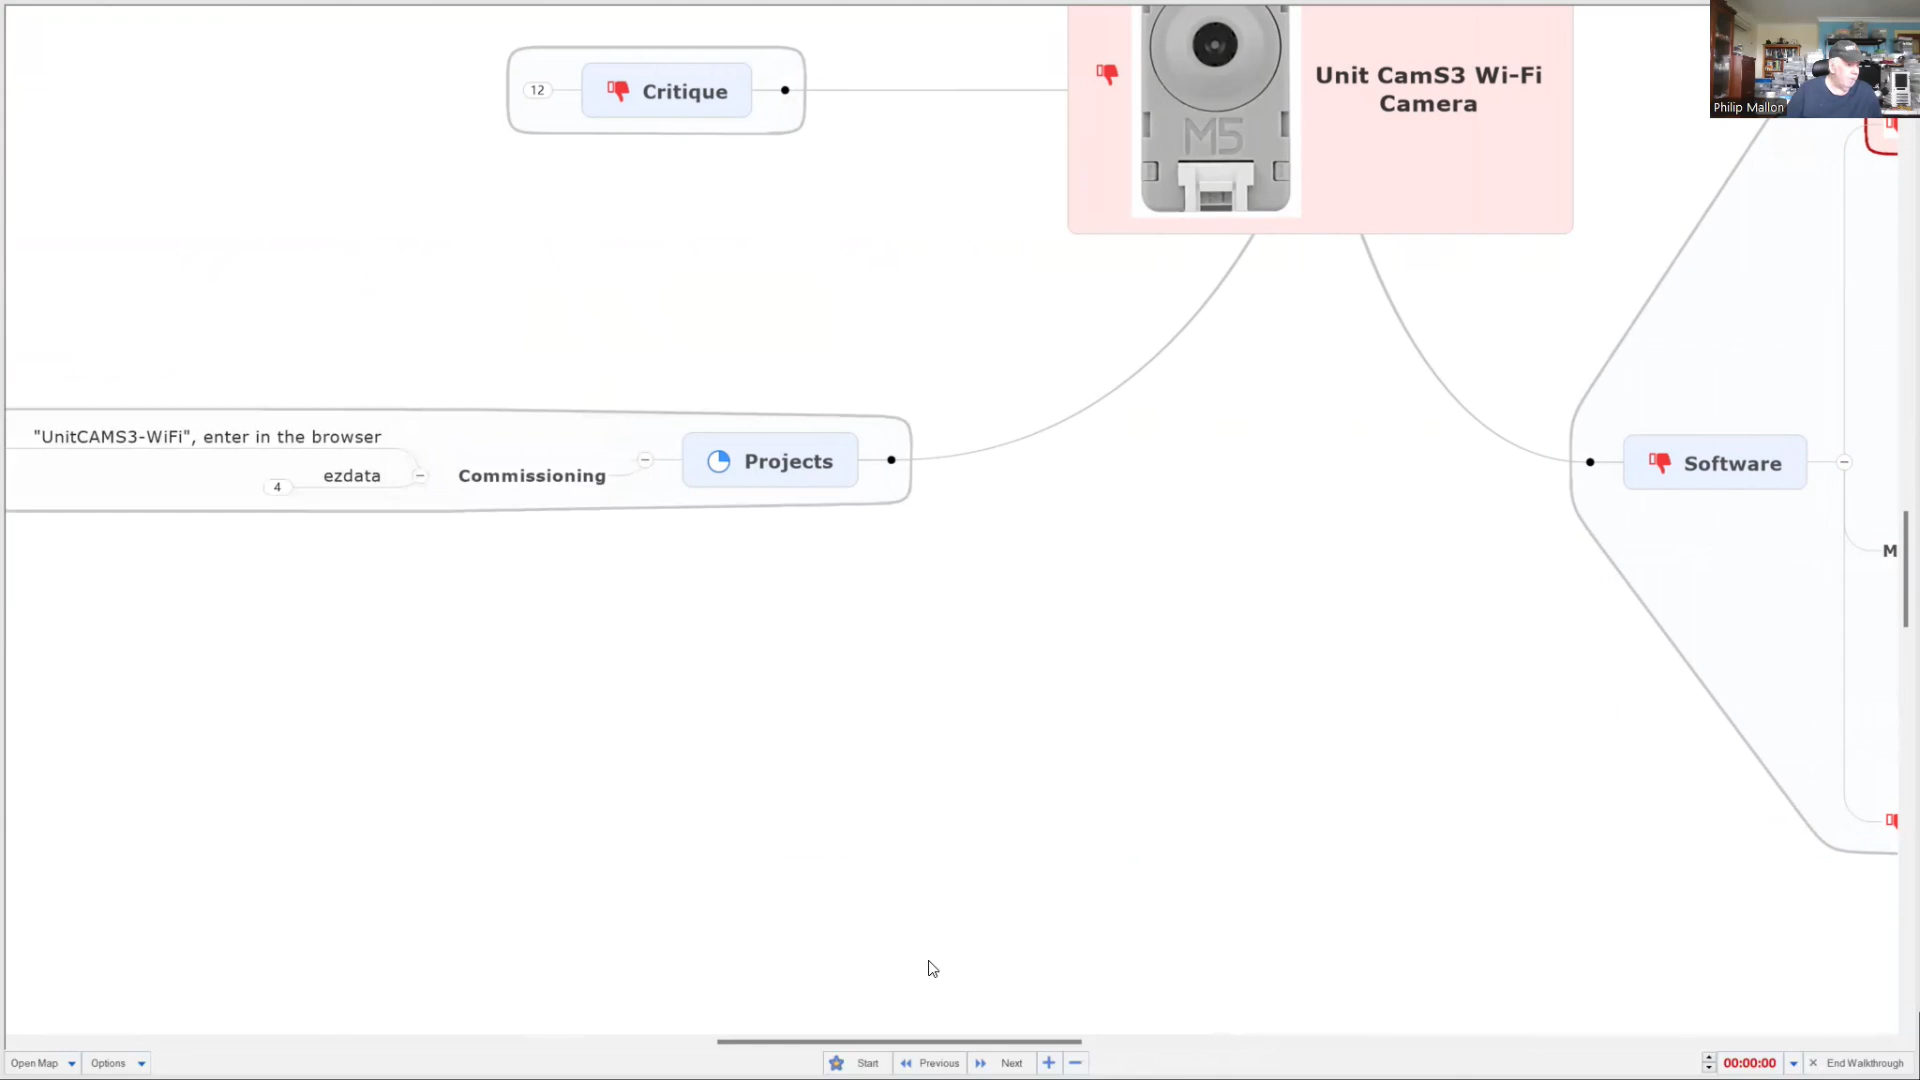 12
Critique
M5
Unit CamS3 Wi-Fi
Camera
Philip Mallon
"UnitCAMS3-WiFi", enter in the browser
ezdata
4
Commissioning
Projects
Software
M
Open Map
Options
Start
Previous
Next
00:00:00
End Walkthrough